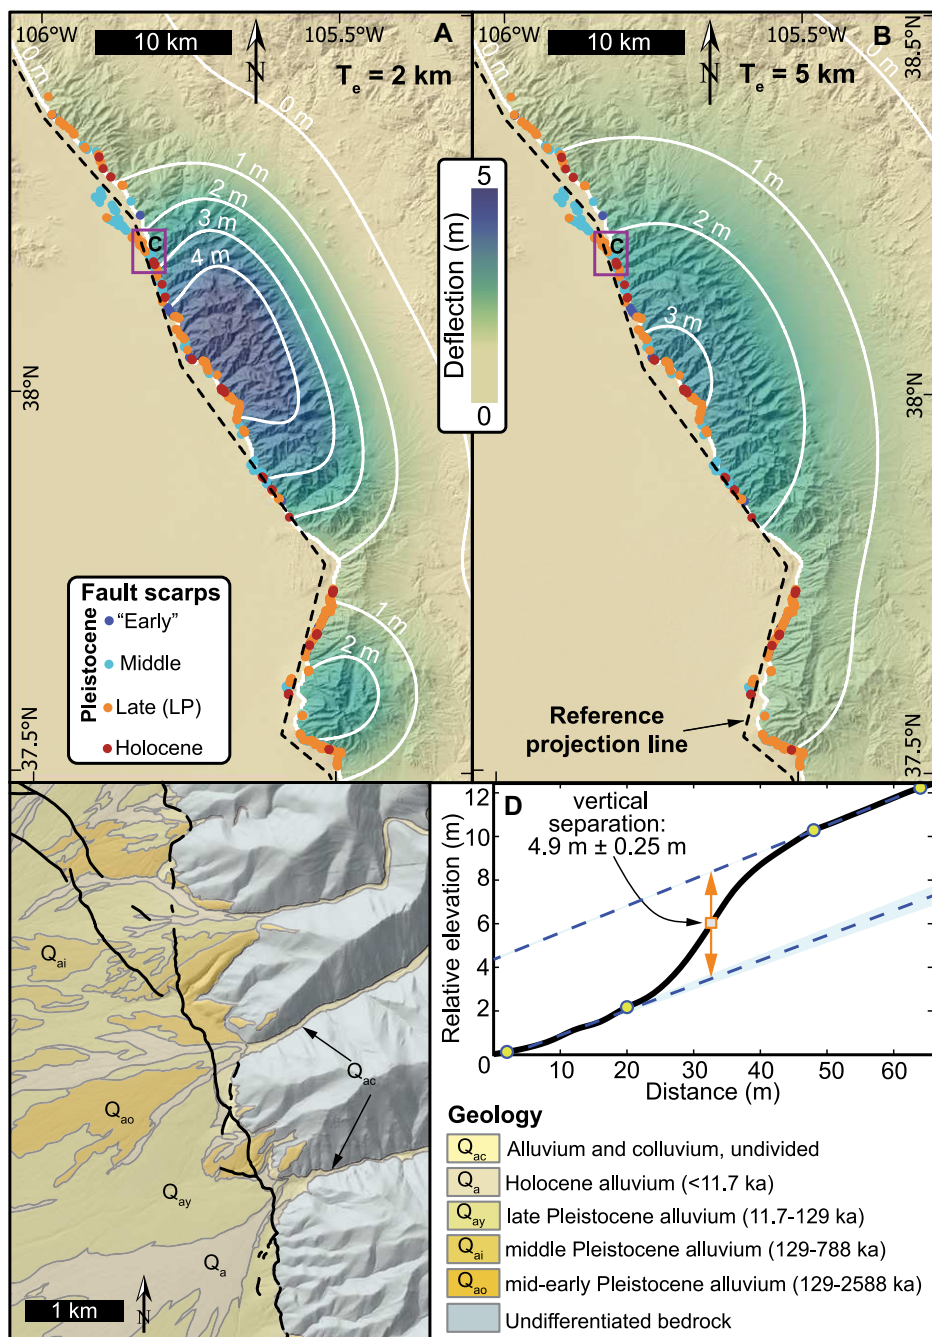 106°W
105.5°W
A
10 km
N
Te = 2 km
0 m
0 m
1 m
2 m
3 m
4 m
C
38°N
1 m
2 m
37.5°N
Fault scarps
Pleistocene
"Early"
Middle
Late (LP)
Holocene
5
Deflection (m)
0
106°W
105.5°W
B
38.5°N
10 km
N
Te = 5 km
0 m
0 m
1 m
2 m
3 m
C
38°N
Reference
projection line
37.5°N
Qai
Qac
Qao
Qay
Qa
1 km
N
D
vertical
separation:
4.9 m ± 0.25 m
Relative elevation (m)
12
10
8
6
4
2
0
0
20
40
60
Distance (m)
Geology
Qac Alluvium and colluvium, undivided
Qa Holocene alluvium (<11.7 ka)
Qay late Pleistocene alluvium (11.7-129 ka)
Qai middle Pleistocene alluvium (129-788 ka)
Qao mid-early Pleistocene alluvium (129-2588 ka)
Undifferentiated bedrock